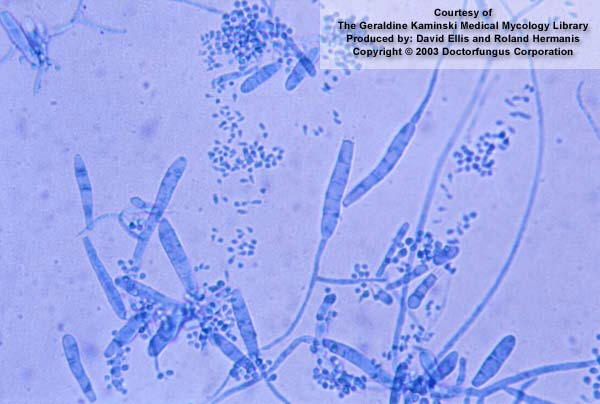 Courtesy of
The Geraldine Kaminski Medical Mycology Library
Produced by: David Ellis and Roland Hermanis
Copyright © 2003 Doctorfungus Corporation